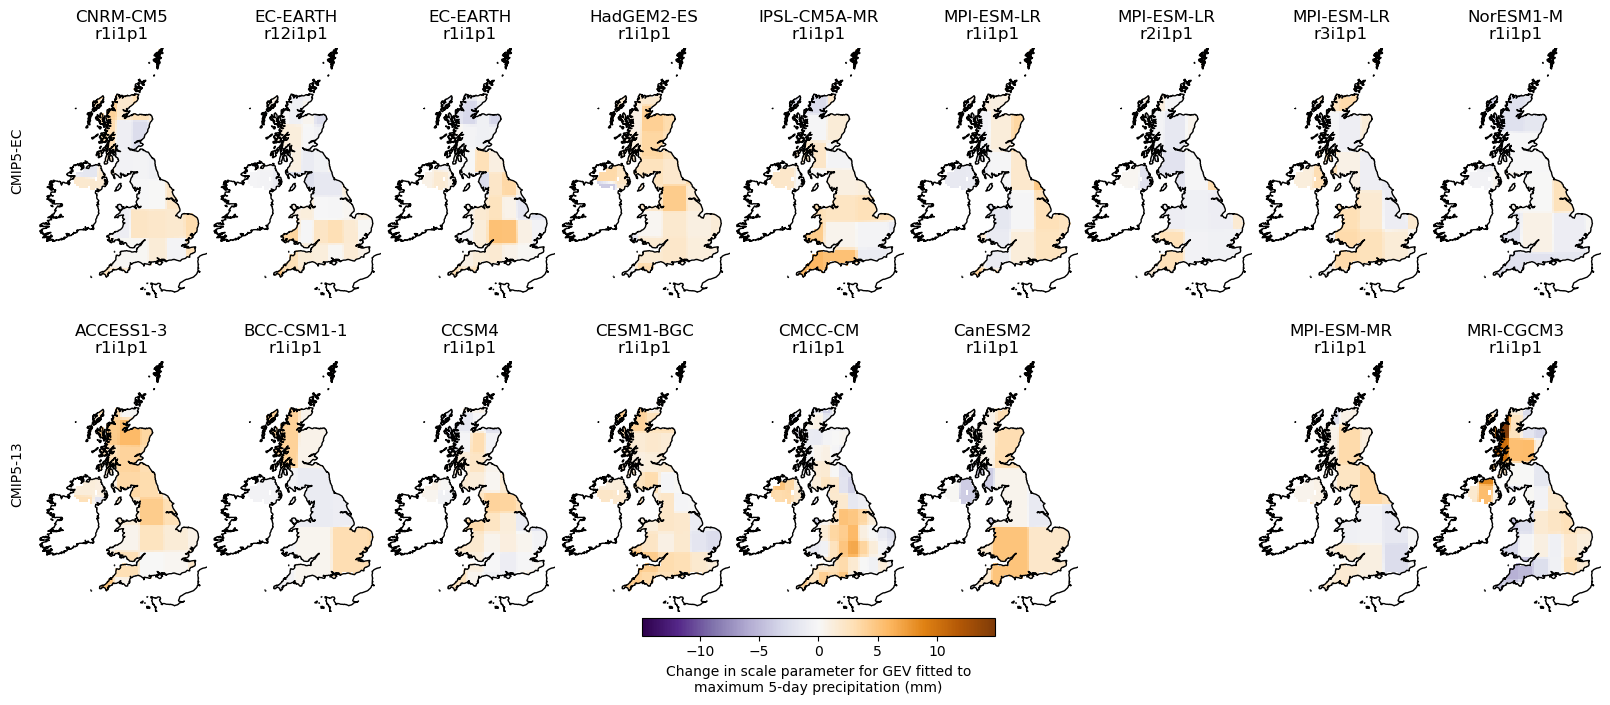 CNRM-CM5
r1i1p1
EC-EARTH
r12i1p1
EC-EARTH
r1i1p1
HadGEM2-ES
r1i1p1
IPSL-CM5A-MR
r1i1p1
MPI-ESM-LR
r1i1p1
MPI-ESM-LR
r2i1p1
MPI-ESM-LR
r3i1p1
NorESM1-M
r1i1p1
CMIP5-EC
ACCESS1-3
r1i1p1
BCC-CSM1-1
r1i1p1
CCSM4
r1i1p1
CESM1-BGC
r1i1p1
CMCC-CM
r1i1p1
CanESM2
r1i1p1
MPI-ESM-MR
r1i1p1
MRI-CGCM3
r1i1p1
CMIP5-13
−10 −5 0 5 10
Change in scale parameter for GEV fitted to
maximum 5-day precipitation (mm)